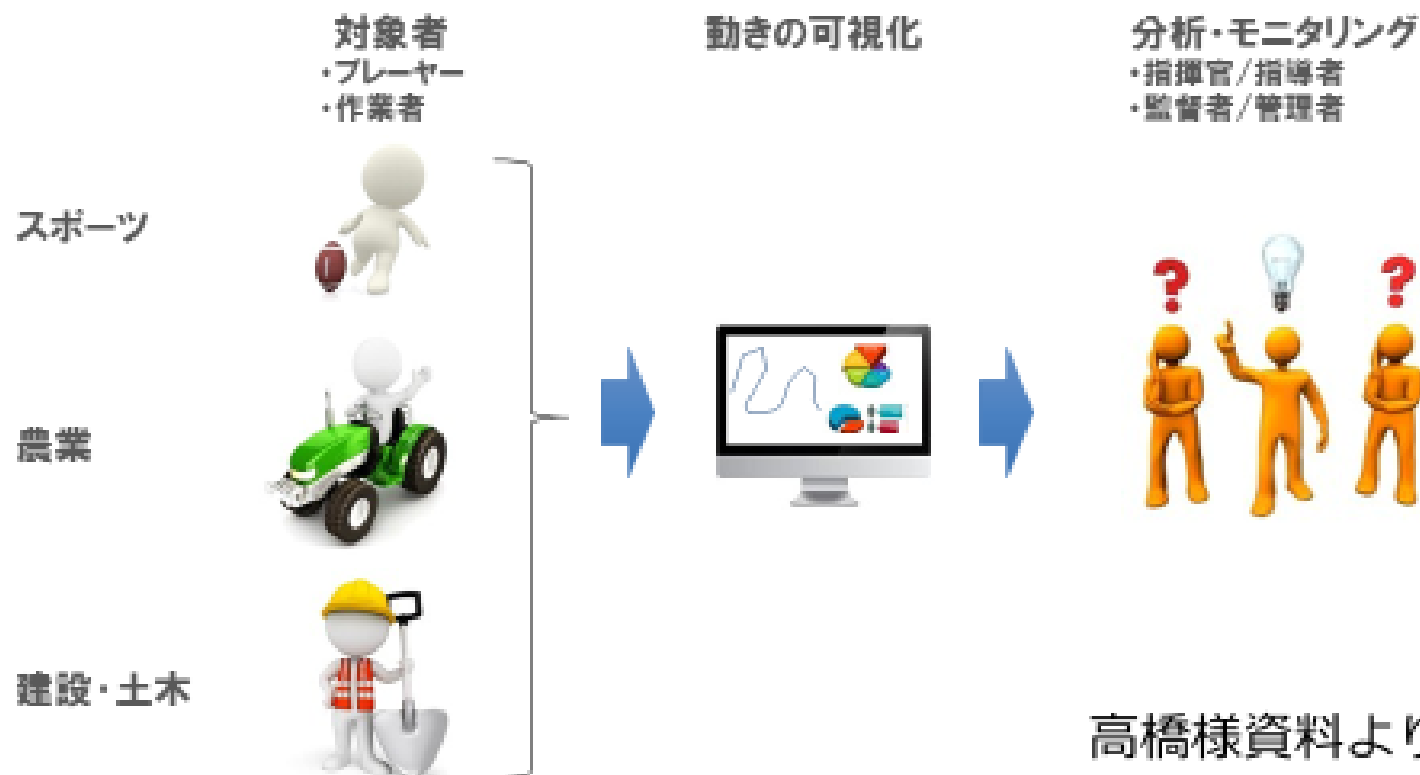 対象者
・プレーヤー
・作業者
動きの可視化
分析・モニタリング
・指揮官/指導者
・監督者/管理者
スポーツ
?
?
農業
建設・土木
高橋様資料より